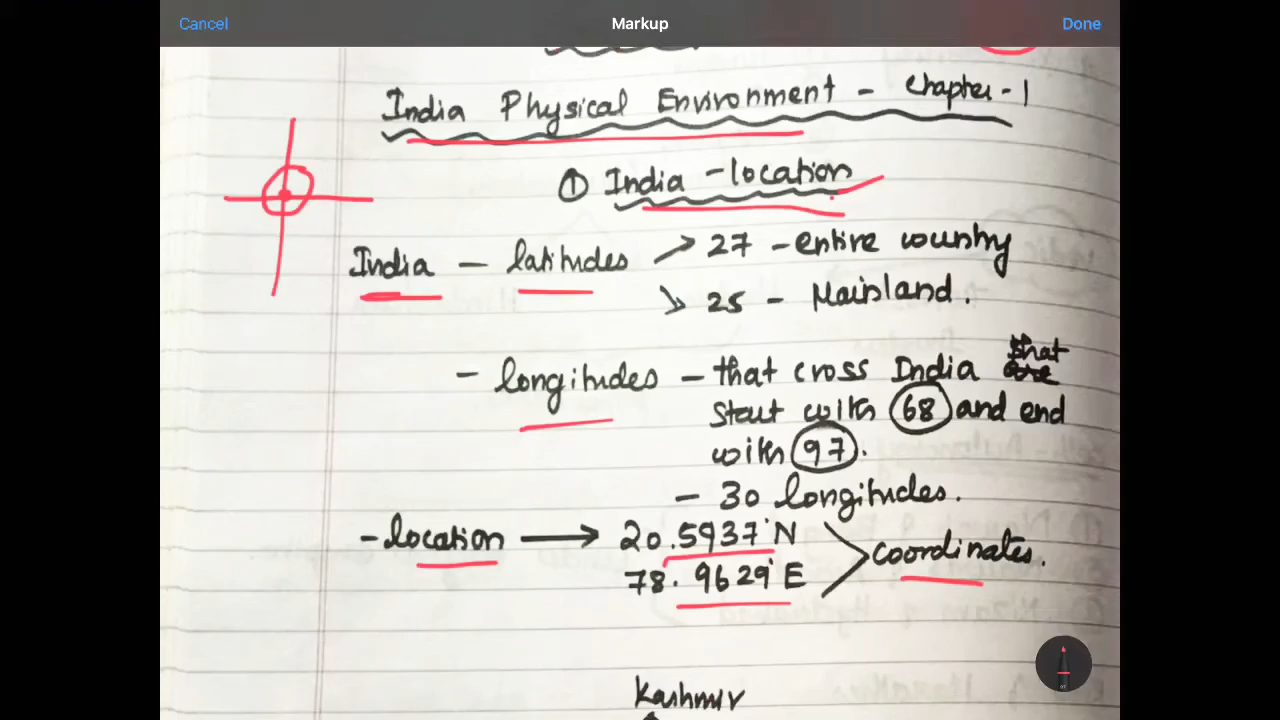 Cancel Markup Done
India Physical Environment - Chapter-1
① India - location
India - latitudes → 27 - entire country
↘ 25 - Mainland.
- longitudes - that cross India that
start with 68 and end
with 97.
- 30 longitudes.
- location → 20.5937°N
78.9629°E > coordinates.
Kashmir